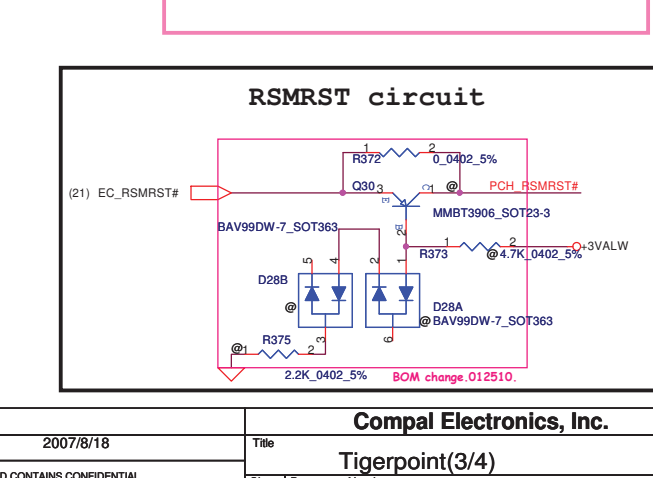 RSMRST circuit
1 2
R372 0_0402_5%
(21) EC_RSMRST#
Q30 3 E C 1 @ PCH_RSMRST#
B 2
MMBT3906_SOT23-3
BAV99DW-7_SOT363
1 2
R373 @ 4.7K_0402_5%
+3VALW
5 4 2 1
D28B
@
D28A
@ BAV99DW-7_SOT363
3 6
R375
@ 1 2
2.2K_0402_5%
BOM change.012510.
Compal Electronics, Inc.
2007/8/18
Title
Tigerpoint(3/4)
D CONTAINS CONFIDENTIAL